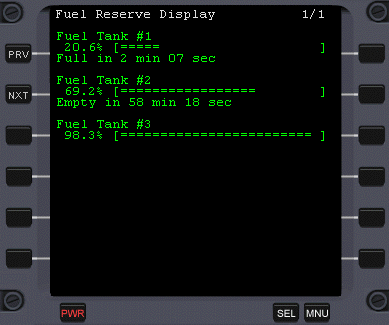 Fuel Reserve Display 1/1
Fuel Tank #1
20.6% [===== ]
PRV
Full in 2 min 07 sec
Fuel Tank #2
69.2% [================== ]
NXT
Empty in 58 min 18 sec
Fuel Tank #3
98.3% [========================= ]
PWR SEL MNU